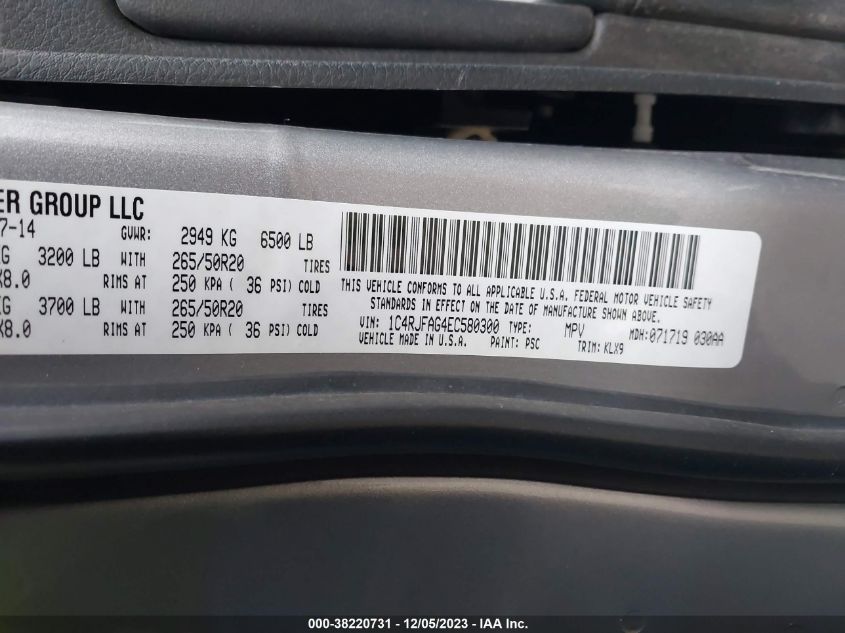 ER GROUP LLC
7-14 GVWR: 2949 KG 6500 LB
KG 3200 LB WITH 265/50R20 TIRES
X8.0 RIMS AT 250 KPA ( 36 PSI) COLD
KG 3700 LB WITH 265/50R20 TIRES
X8.0 RIMS AT 250 KPA ( 36 PSI) COLD
THIS VEHICLE CONFORMS TO ALL APPLICABLE U.S.A. FEDERAL MOTOR VEHICLE SAFETY
STANDARDS IN EFFECT ON THE DATE OF MANUFACTURE SHOWN ABOVE.
VIN: 1C4RJFAG4EC580300 TYPE: MPV MDH:071719 030AA
VEHICLE MADE IN U.S.A. PAINT: PSC TRIM: KLX9
000-38220731 - 12/05/2023 - IAA Inc.